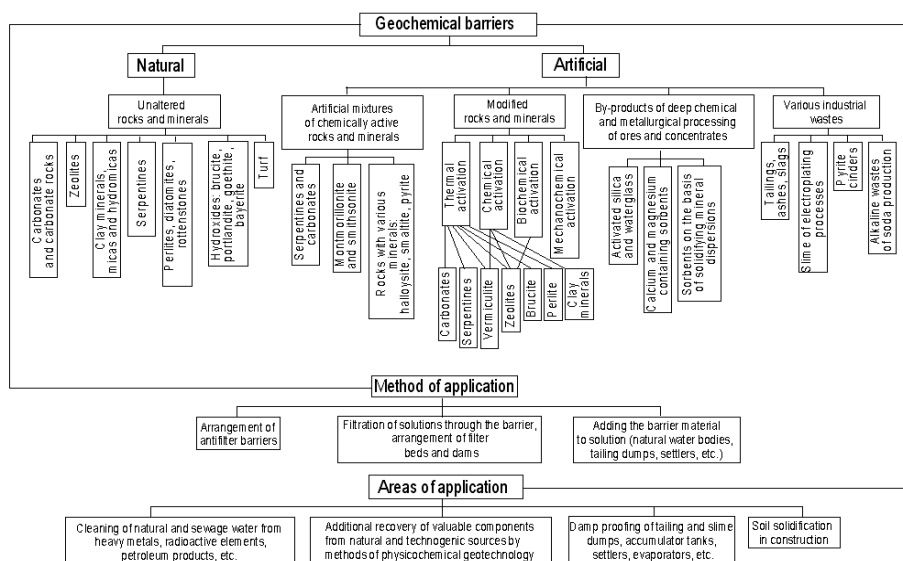 Geochemical barriers
Natural
Artificial
Unaltered
rocks and minerals
Artificial mixtures
of chemically active
rocks and minerals
Modified
rocks and minerals
By-products of deep chemical
and metallurgical processing
of ores and concentrates
Various industrial
wastes
Carbonates
and carbonate rocks
Zeolites
Clay minerals,
micas and hydromicas
Serpentines
Perlites, diatomites,
rottenstones
Hydroxides: brucite,
portlandite, goethite,
bayerite
Turf
Serpentines and
carbonates
Montmorillonite
and smithsonite
Rocks with various
minerals:
halloysite, smaltite, pyrite
Thermal
activation
Chemical
activation
Biochemical
activation
Mechanochemical
activation
Activated silica
and waterglass
Calcium and magnesium
containing sorbents
Sorbents on the basis
of solidifying mineral
dispersions
Tailings,
ashes, slags
Slime of electroplating
processes
Pyrite
cinders
Alkaline wastes
of soda production
Carbonates
Serpentines
Vermiculite
Zeolites
Brucite
Perlite
Clay
minerals
Method of application
Arrangement of
antifilter barriers
Filtration of solutions through the barrier,
arrangement of filter
beds and dams
Adding the barrier material
to solution (natural water bodies,
tailing dumps, settlers, etc.)
Areas of application
Cleaning of natural and sewage water from
heavy metals, radioactive elements,
petroleum products, etc.
Additional recovery of valuable components
from natural and technogenic sources by
methods of physicochemical geotechnology
Damp proofing of tailing and slime
dumps, accumulator tanks,
settlers, evaporators, etc.
Soil solidification
in construction